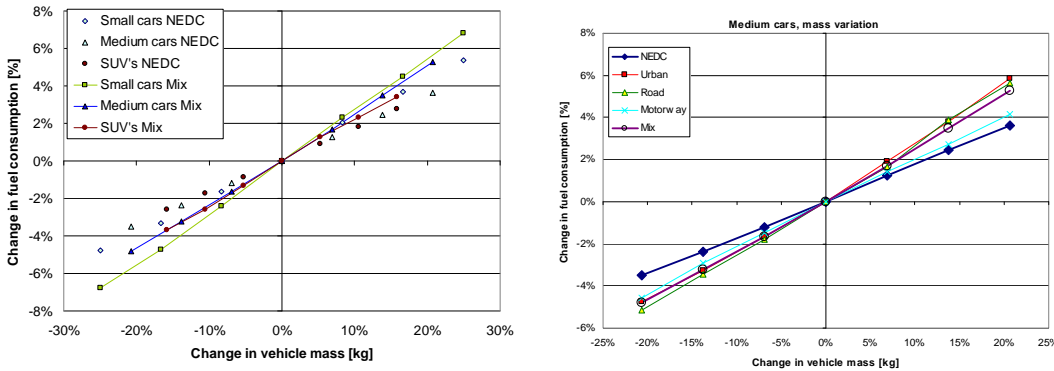 8%
6%
4%
2%
0%
-2%
-4%
-6%
-8%
-30%
-20%
-10%
0%
10%
20%
30%
Change in fuel consumption [%]
Change in vehicle mass [kg]
Small cars NEDC
Medium cars NEDC
SUV's NEDC
Small cars Mix
Medium cars Mix
SUV's Mix
Medium cars, mass variation
8%
6%
4%
2%
0%
-2%
-4%
-6%
-25%
-20%
-15%
-10%
-5%
0%
5%
10%
15%
20%
25%
Change in fuel consumption [%]
Change in vehicle mass [kg]
NEDC
Urban
Road
Motorw ay
Mix